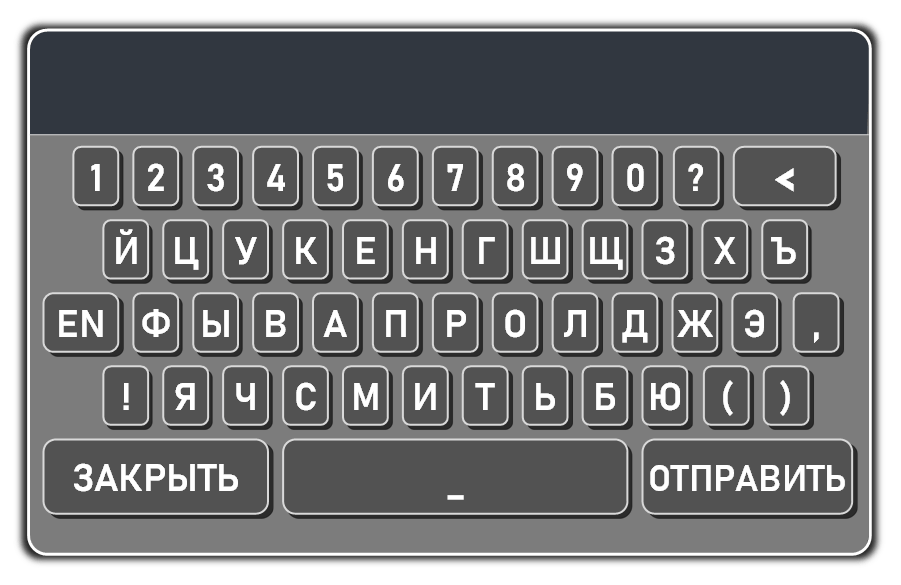 1 2 3 4 5 6 7 8 9 0 ? <
Й Ц У К Е Н Г Ш Щ З Х Ъ
EN Ф Ы В А П Р О Л Д Ж Э ,
! Я Ч С М И Т Ь Б Ю ( )
ЗАКРЫТЬ _ ОТПРАВИТЬ